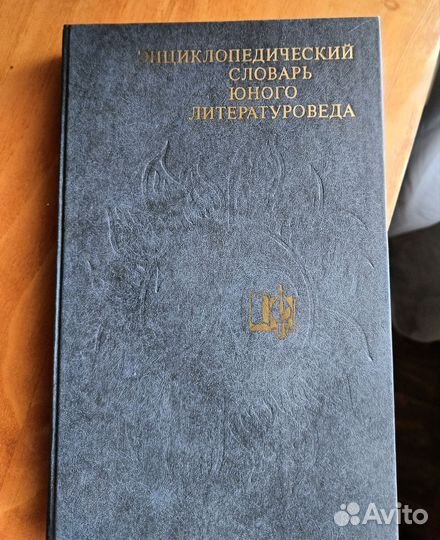 ЭНЦИКЛОПЕДИЧЕСКИЙ
СЛОВАРЬ
ЮНОГО
ЛИТЕРАТУРОВЕДА
Avito